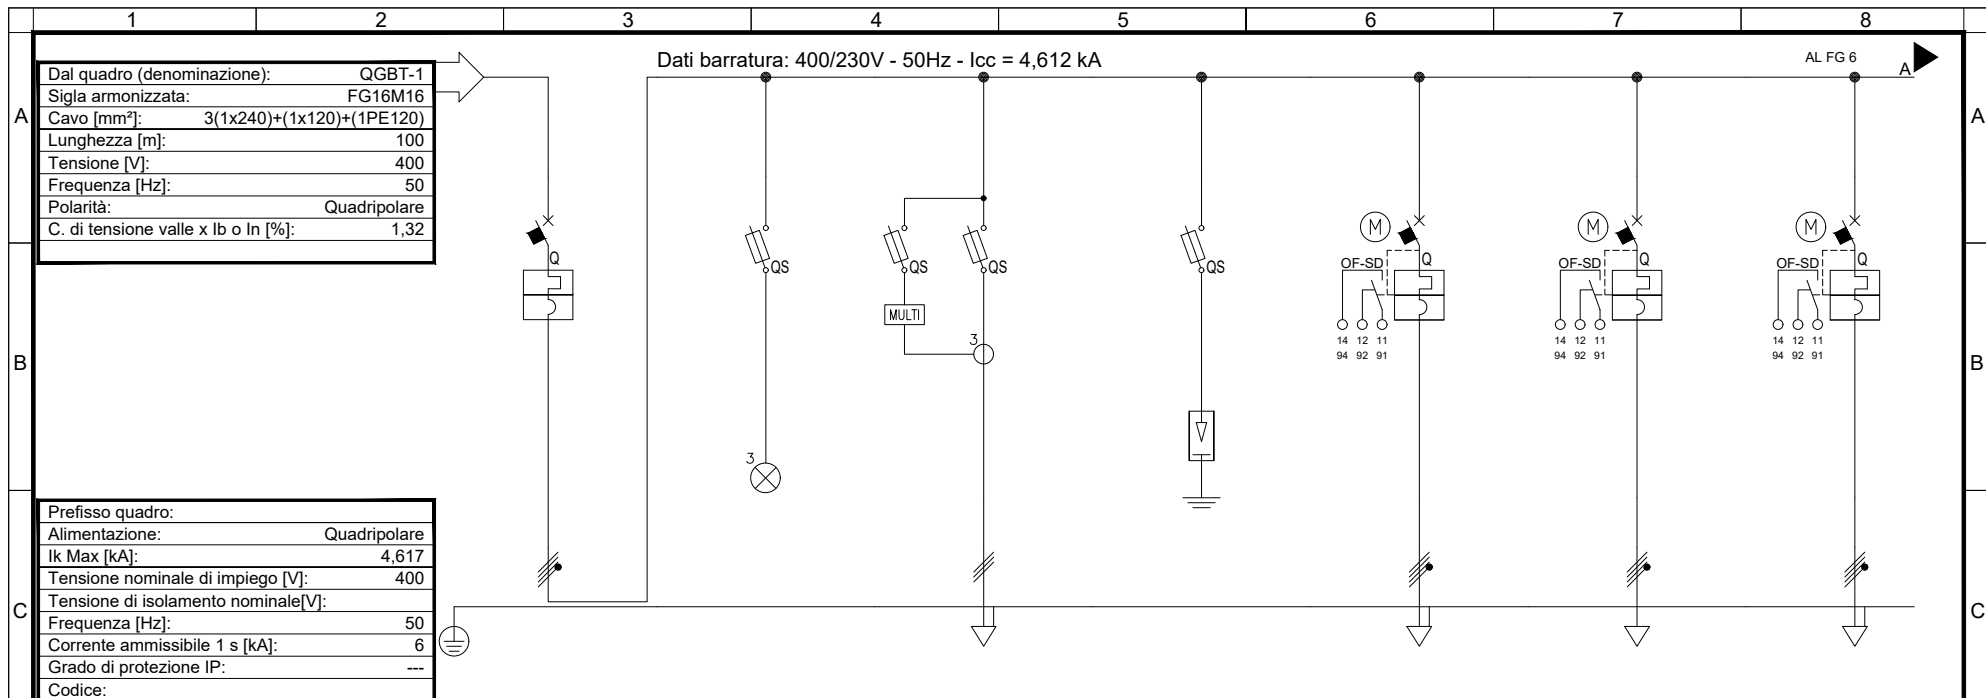 1 2 3 4 5 6 7 8
Dati barratura: 400/230V - 50Hz - Icc = 4,612 kA
AL FG 6
A
A A
Dal quadro (denominazione): QGBT-1
Sigla armonizzata: FG16M16
Cavo [mm²]: 3(1x240)+(1x120)+(1PE120)
Lunghezza [m]: 100
Tensione [V]: 400
Frequenza [Hz]: 50
Polarità: Quadripolare
C. di tensione valle x Ib o In [%]: 1,32
M M M
Q QS QS QS QS Q Q Q
OF-SD OF-SD OF-SD
MULTI
14 12 11 14 12 11 14 12 11
94 92 91 94 92 91 94 92 91
3
B B
3
Prefisso quadro:
Alimentazione: Quadripolare
Ik Max [kA]: 4,617
Tensione nominale di impiego [V]: 400
Tensione di isolamento nominale[V]:
C C
Frequenza [Hz]: 50
Corrente ammissibile 1 s [kA]: 6
Grado di protezione IP: ---
Codice: